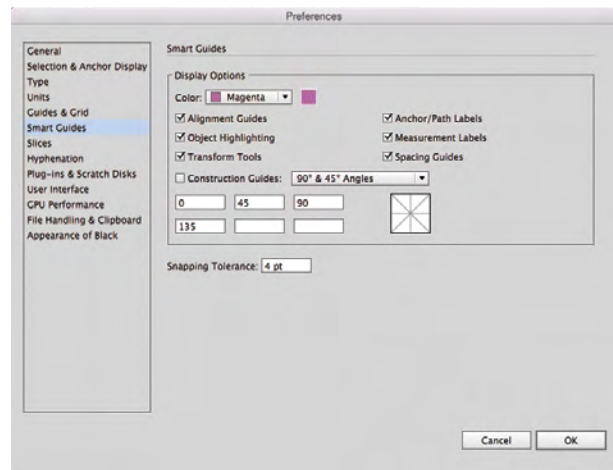 Preferences
General
Selection & Anchor Display
Type
Units
Guides & Grid
Smart Guides
Slices
Hyphenation
Plug-ins & Scratch Disks
User Interface
GPU Performance
File Handling & Clipboard
Appearance of Black
Smart Guides
Display Options
Color: Magenta
Alignment Guides
Anchor/Path Labels
Object Highlighting
Measurement Labels
Transform Tools
Spacing Guides
Construction Guides: 90° & 45° Angles
0 45 90
135
Snapping Tolerance: 4 pt
Cancel OK